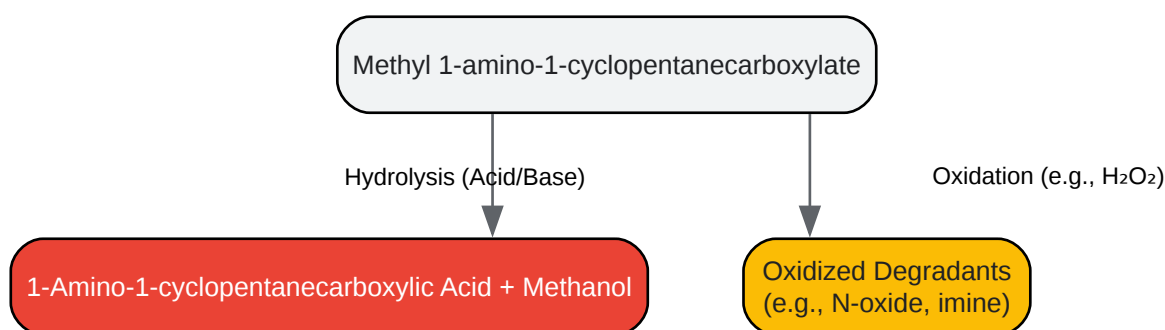 Methyl 1-amino-1-cyclopentanecarboxylate
Hydrolysis (Acid/Base)
Oxidation (e.g., H₂O₂)
1-Amino-1-cyclopentanecarboxylic Acid + Methanol
Oxidized Degradants
(e.g., N-oxide, imine)